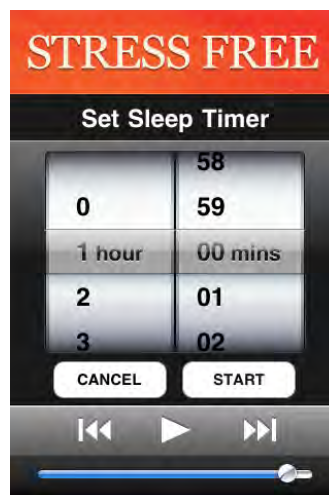 STRESS FREE
Set Sleep Timer
58
0 59
1 hour 00 mins
2 01
3 02
CANCEL START